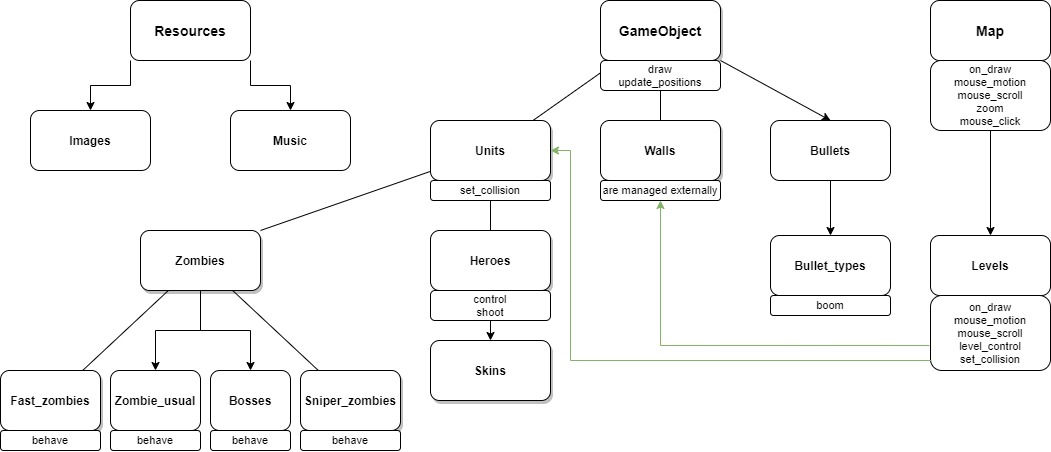 Resources
GameObject
draw
update_positions
Map
on_draw
mouse_motion
mouse_scroll
zoom
mouse_click
Images
Music
Units
set_collision
Walls
are managed externally
Bullets
Zombies
Heroes
control
shoot
Bullet_types
boom
Levels
on_draw
mouse_motion
mouse_scroll
level_control
set_collision
Skins
Fast_zombies
behave
Zombie_usual
behave
Bosses
behave
Sniper_zombies
behave